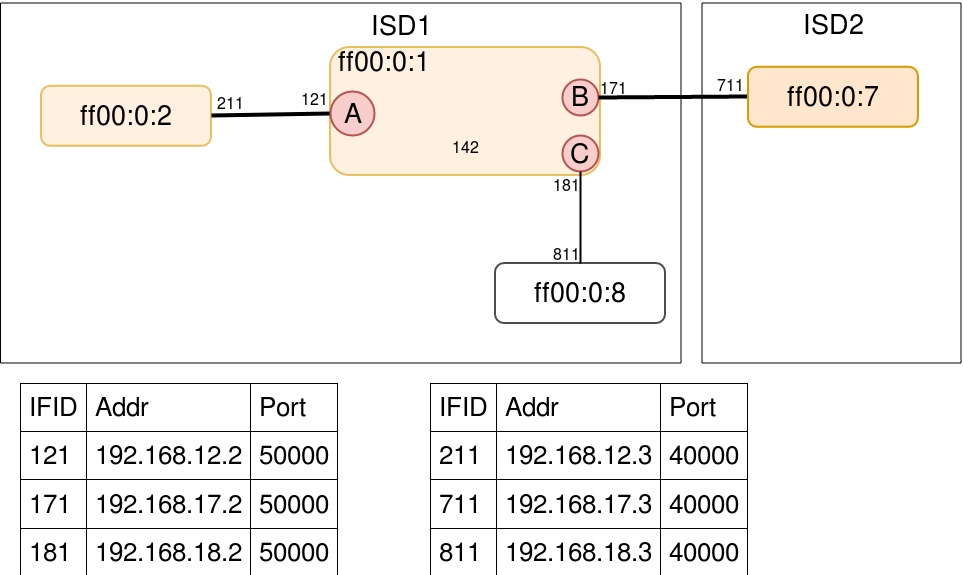 ISD1
ISD2
ff00:0:1
ff00:0:2
211
121
A
B
171
711
ff00:0:7
142
C
181
811
ff00:0:8
IFID Addr Port
121 192.168.12.2 50000
171 192.168.17.2 50000
181 192.168.18.2 50000
IFID Addr Port
211 192.168.12.3 40000
711 192.168.17.3 40000
811 192.168.18.3 40000